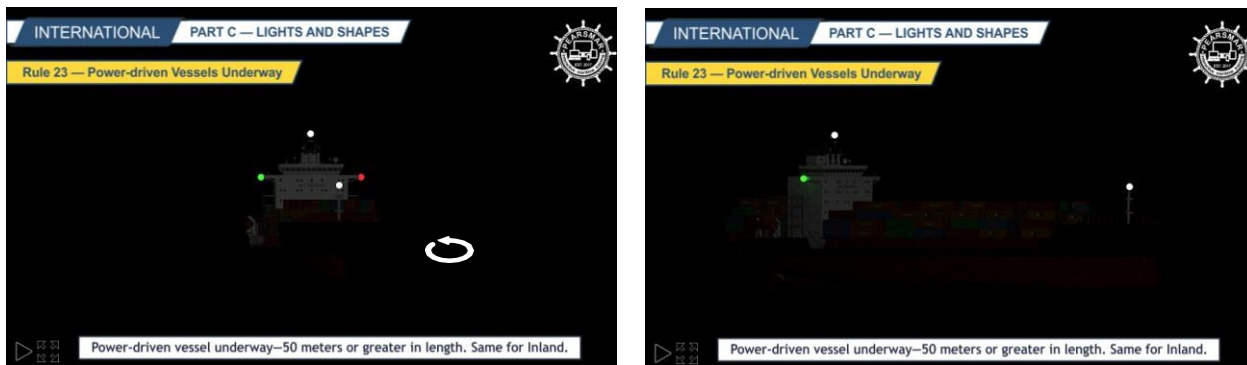 INTERNATIONAL PART C — LIGHTS AND SHAPES
Rule 23 — Power-driven Vessels Underway
PEARSMAR
Power-driven vessel underway—50 meters or greater in length. Same for Inland.
INTERNATIONAL PART C — LIGHTS AND SHAPES
Rule 23 — Power-driven Vessels Underway
PEARSMAR
Power-driven vessel underway—50 meters or greater in length. Same for Inland.